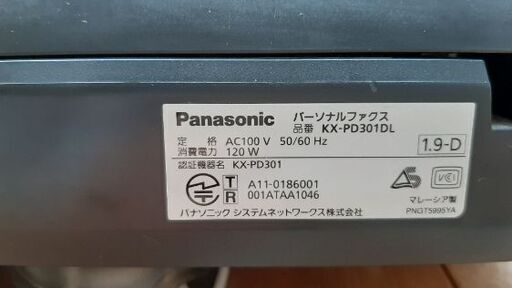 Panasonic パーソナルファクス
品番 KX-PD301DL
定 格 AC100 V 50/60 Hz
消費電力 120 W
1.9-D
認証機器名 KX-PD301
T A11-0186001
R 001ATAA1046
VCI
パナソニック システムネットワークス株式会社
マレーシア製
PNGT5995YA